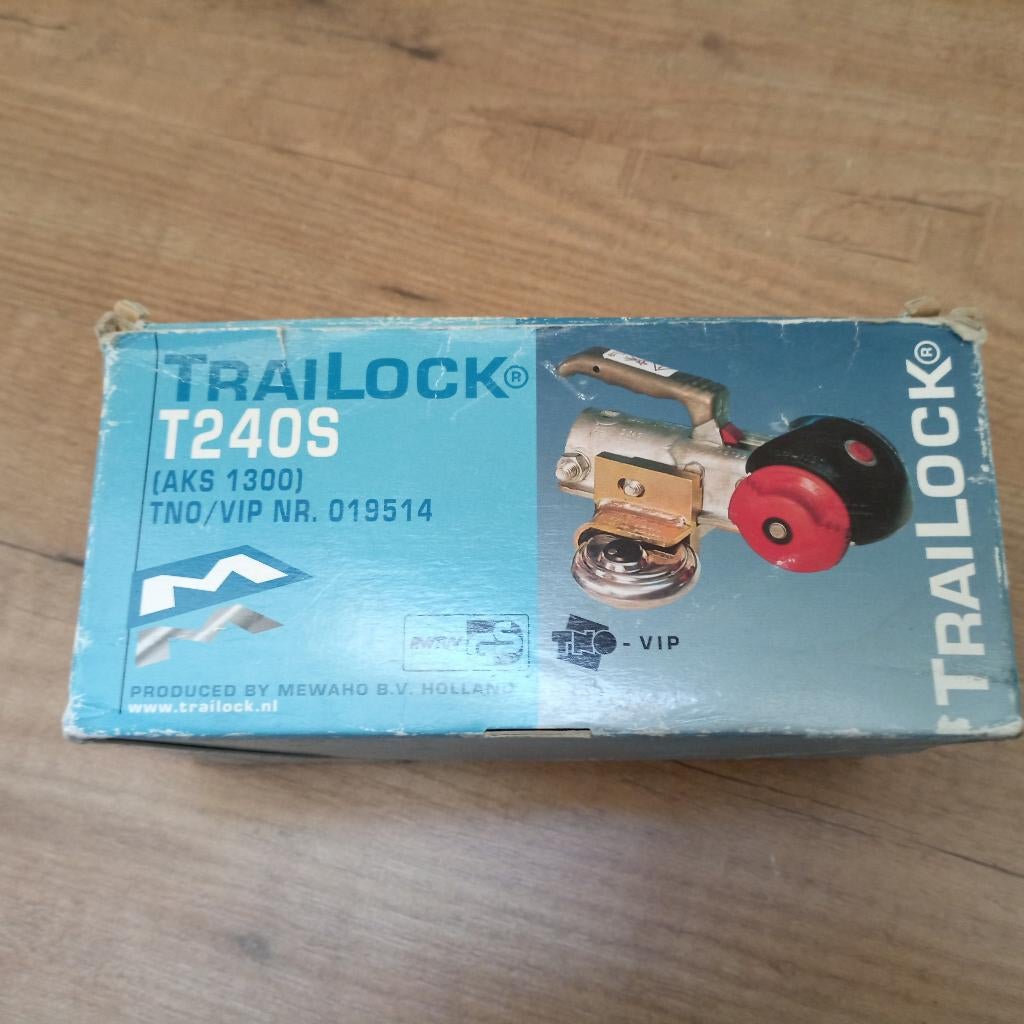 TRAILOCK®
T240S
(AKS 1300)
TNO/VIP NR. 019514
TNO - VIP
PRODUCED BY MEWAHO B.V. HOLLAND
www.trailock.nl
TRAILOCK®